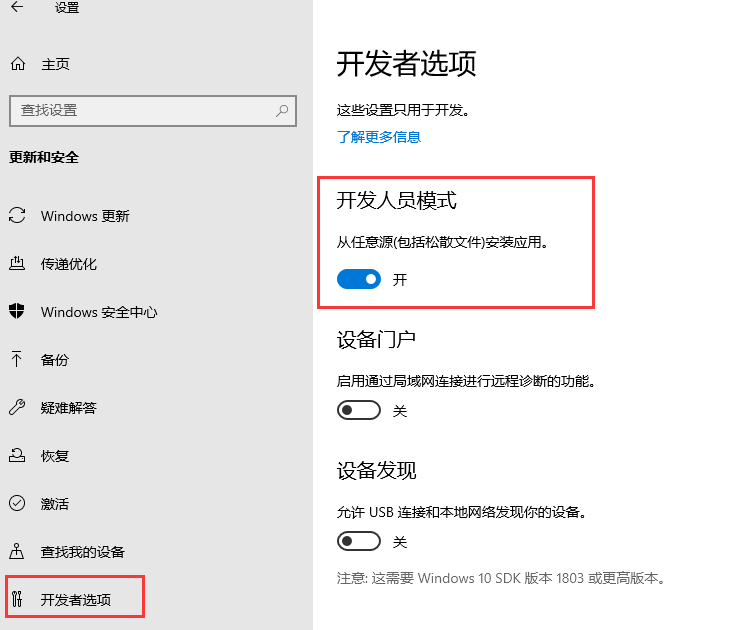 设置
主页
查找设置
更新和安全
Windows 更新
传递优化
Windows 安全中心
备份
疑难解答
恢复
激活
查找我的设备
开发者选项
开发者选项
这些设置只用于开发。
了解更多信息
开发人员模式
从任意源(包括松散文件)安装应用。
开
设备门户
启用通过局域网连接进行远程诊断的功能。
关
设备发现
允许 USB 连接和本地网络发现你的设备。
关
注意: 这需要 Windows 10 SDK 版本 1803 或更高版本。